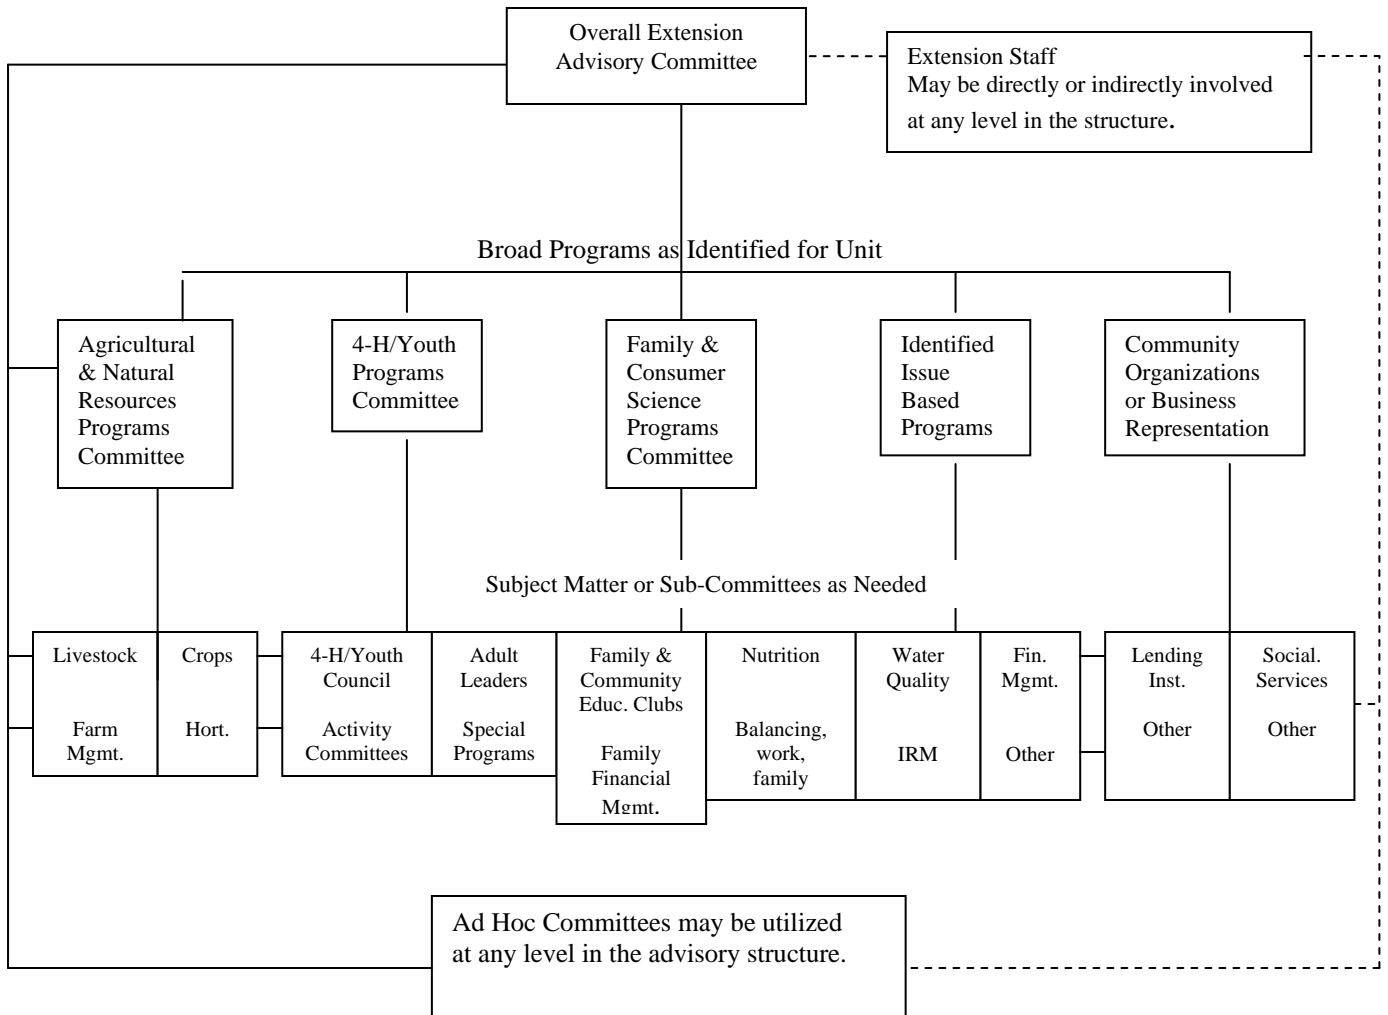 Overall Extension
Advisory Committee
Extension Staff
May be directly or indirectly involved
at any level in the structure.
Broad Programs as Identified for Unit
Agricultural
& Natural
Resources
Programs
Committee
4-H/Youth
Programs
Committee
Family &
Consumer
Science
Programs
Committee
Identified
Issue
Based
Programs
Community
Organizations
or Business
Representation
Subject Matter or Sub-Committees as Needed
Livestock
Farm
Mgmt.
Crops
Hort.
4-H/Youth
Council
Activity
Committees
Adult
Leaders
Special
Programs
Family &
Community
Educ. Clubs
Family
Financial
Mgmt.
Nutrition
Balancing,
work,
family
Water
Quality
IRM
Fin.
Mgmt.
Other
Lending
Inst.
Other
Social.
Services
Other
Ad Hoc Committees may be utilized
at any level in the advisory structure.